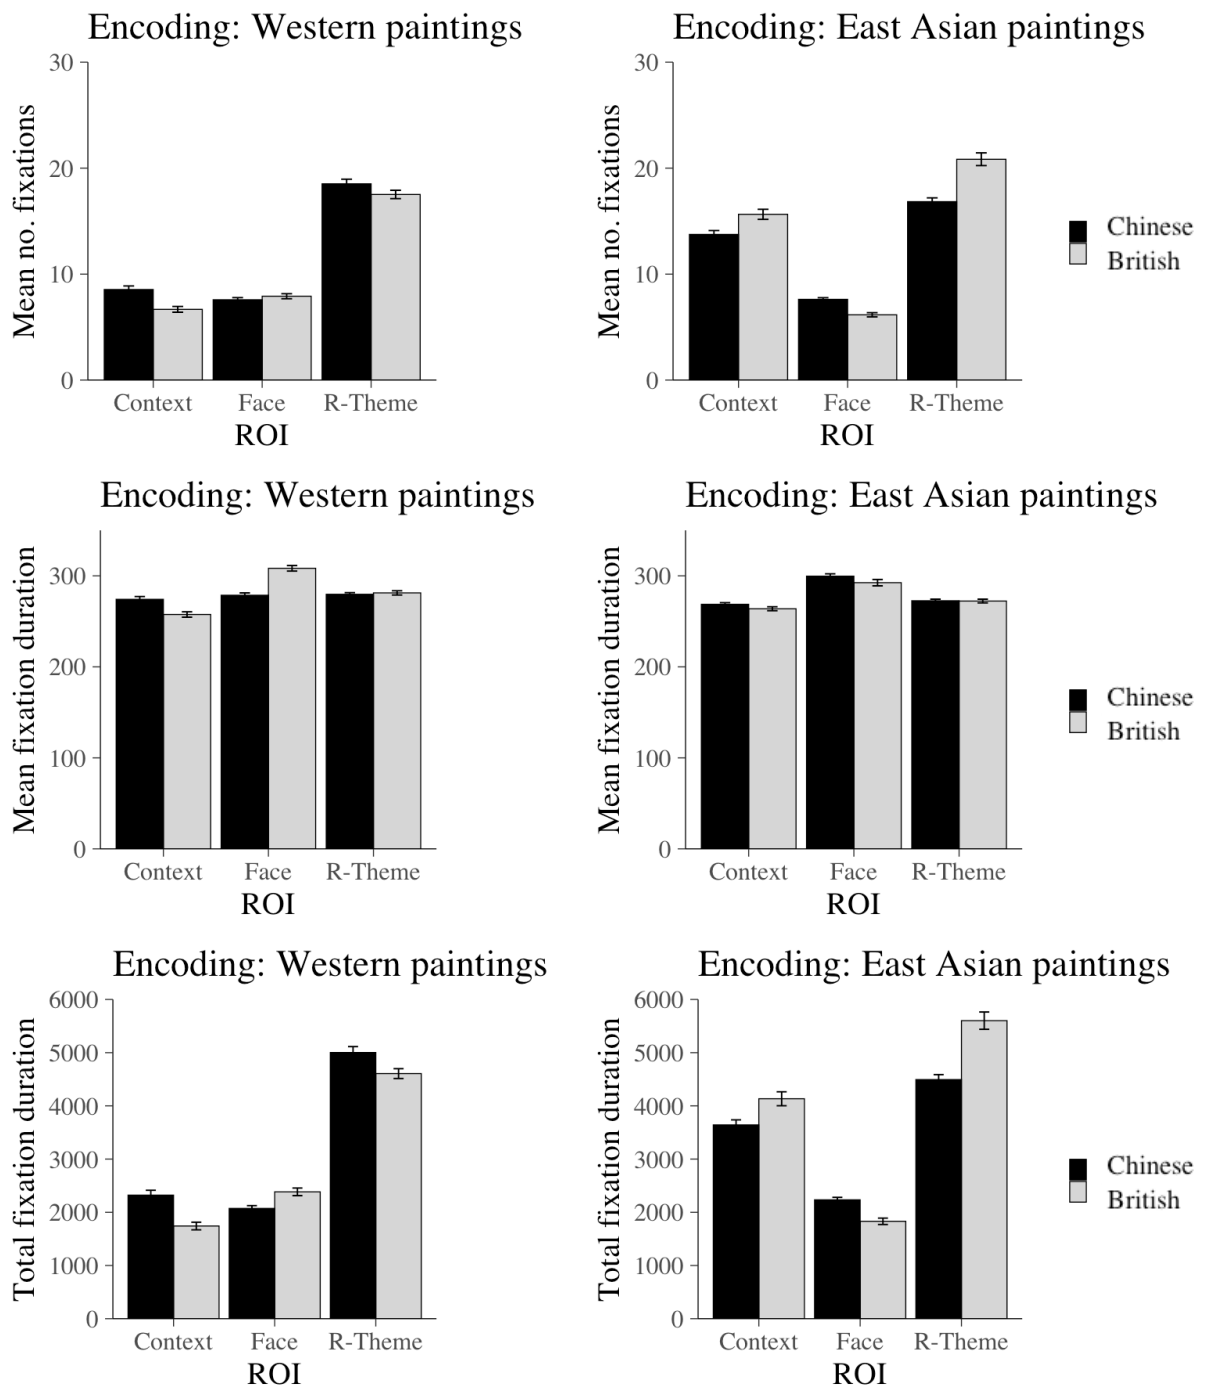 Encoding: Western paintings
Mean no. fixations
30
20
10
0
Context Face R-Theme
ROI
Encoding: East Asian paintings
Mean no. fixations
30
20
10
0
Context Face R-Theme
ROI
Chinese
British
Encoding: Western paintings
Mean fixation duration
300
200
100
0
Context Face R-Theme
ROI
Encoding: East Asian paintings
Mean fixation duration
300
200
100
0
Context Face R-Theme
ROI
Chinese
British
Encoding: Western paintings
Total fixation duration
6000
5000
4000
3000
2000
1000
0
Context Face R-Theme
ROI
Encoding: East Asian paintings
Total fixation duration
6000
5000
4000
3000
2000
1000
0
Context Face R-Theme
ROI
Chinese
British